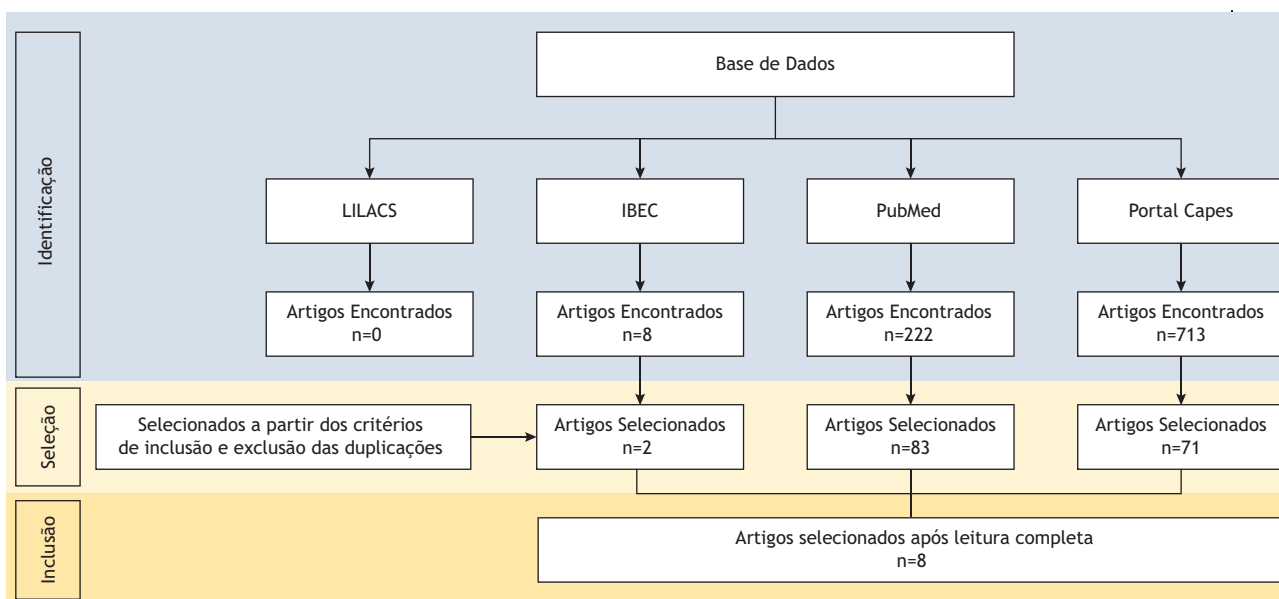 Identificação
Base de Dados
LILACS
IBEC
PubMed
Portal Capes
Artigos Encontrados
n=0
Artigos Encontrados
n=8
Artigos Encontrados
n=222
Artigos Encontrados
n=713
Seleção
Selecionados a partir dos critérios
de inclusão e exclusão das duplicações
Artigos Selecionados
n=2
Artigos Selecionados
n=83
Artigos Selecionados
n=71
Inclusão
Artigos selecionados após leitura completa
n=8